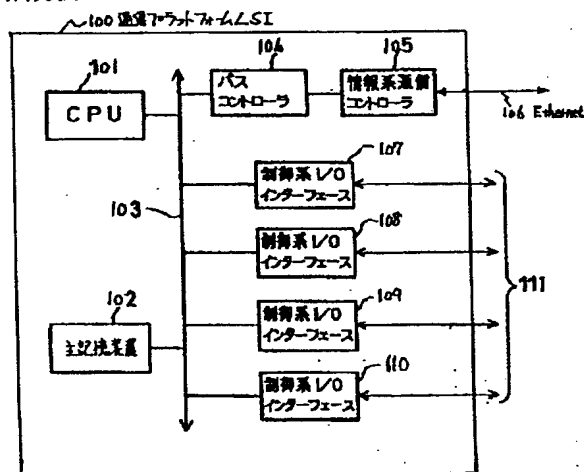 100 通信プラットフォームLSI
101
CPU
104
バス
コントローラ
105
情報系通信
コントローラ
106 Ethernet
103
107
制御系I/O
インターフェース
108
制御系I/O
インターフェース
109
制御系I/O
インターフェース
110
制御系I/O
インターフェース
111
102
主記憶装置